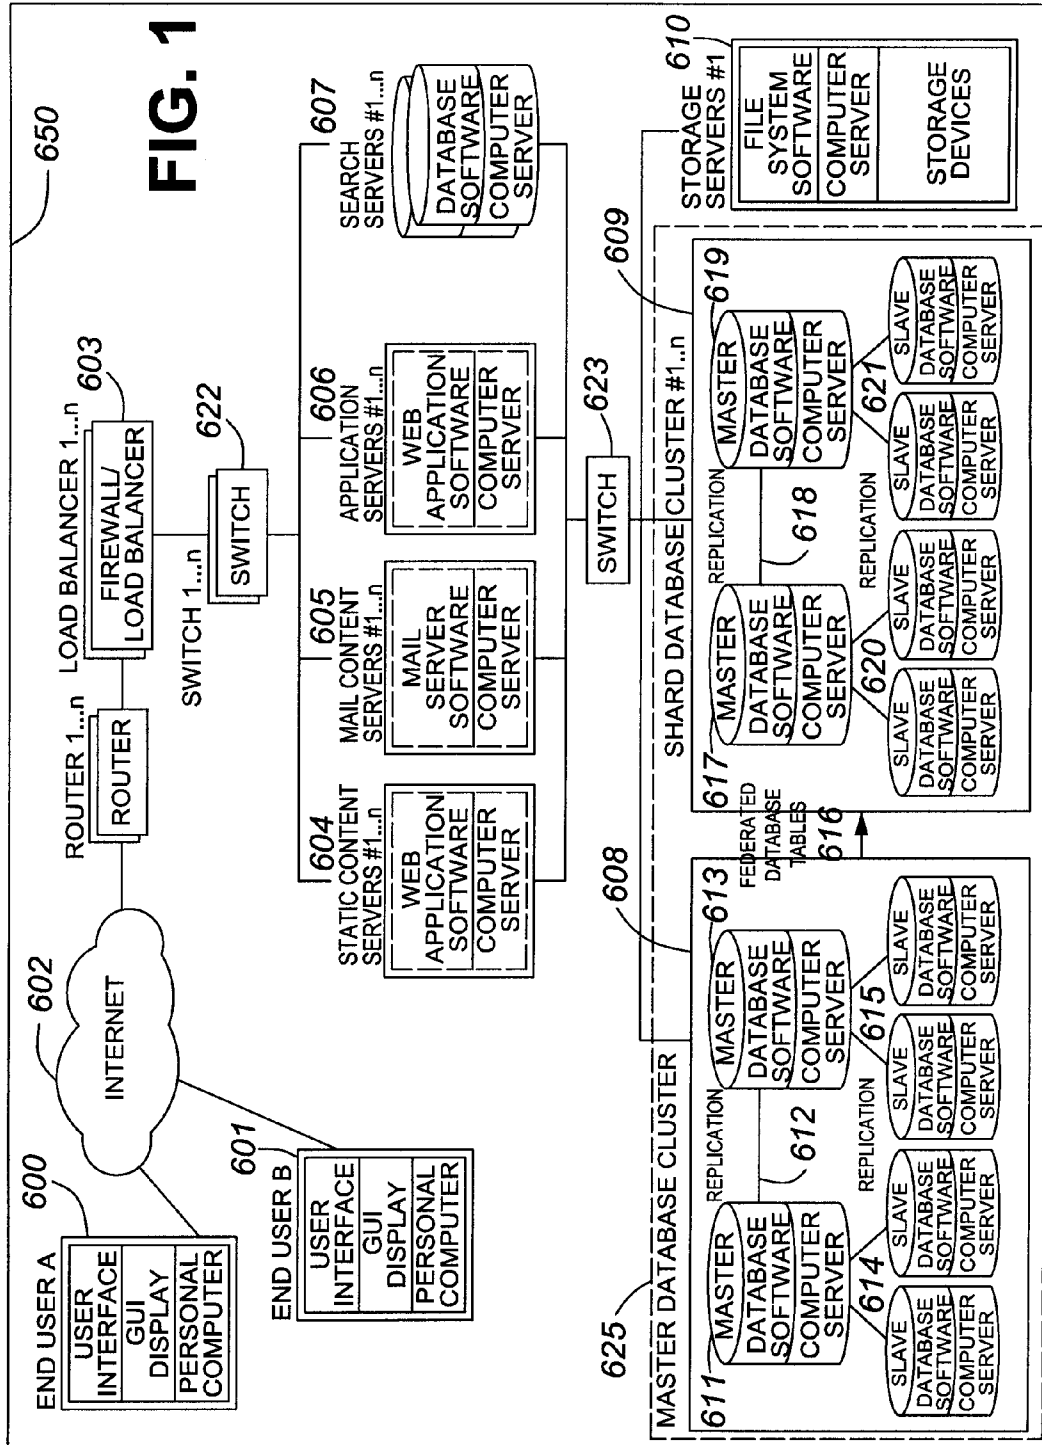 650
FIG. 1
END USER A
600
USER
INTERFACE
GUI
DISPLAY
PERSONAL
COMPUTER
602
INTERNET
END USER B
601
USER
INTERFACE
GUI
DISPLAY
PERSONAL
COMPUTER
ROUTER 1...n
ROUTER
LOAD BALANCER 1...n
603
FIREWALL/
LOAD BALANCER
SWITCH 1...n
622
SWITCH
STATIC CONTENT
SERVERS #1...n
604
WEB
APPLICATION
SOFTWARE
COMPUTER
SERVER
MAIL CONTENT
SERVERS #1...n
605
MAIL
SERVER
SOFTWARE
COMPUTER
SERVER
APPLICATION
SERVERS #1...n
606
WEB
APPLICATION
SOFTWARE
COMPUTER
SERVER
SEARCH
SERVERS #1...n
607
DATABASE
SOFTWARE
COMPUTER
SERVER
623
SWITCH
625
MASTER DATABASE CLUSTER
608
611
MASTER
DATABASE
SOFTWARE
COMPUTER
SERVER
REPLICATION
612
613
MASTER
DATABASE
SOFTWARE
COMPUTER
SERVER
614
REPLICATION
615
SLAVE
DATABASE
SOFTWARE
COMPUTER
SERVER
SLAVE
DATABASE
SOFTWARE
COMPUTER
SERVER
SLAVE
DATABASE
SOFTWARE
COMPUTER
SERVER
SLAVE
DATABASE
SOFTWARE
COMPUTER
SERVER
FEDERATED
DATABASE
TABLES
616
SHARD DATABASE CLUSTER #1..n
609
617
MASTER
DATABASE
SOFTWARE
COMPUTER
SERVER
REPLICATION
618
619
MASTER
DATABASE
SOFTWARE
COMPUTER
SERVER
620
REPLICATION
621
SLAVE
DATABASE
SOFTWARE
COMPUTER
SERVER
SLAVE
DATABASE
SOFTWARE
COMPUTER
SERVER
SLAVE
DATABASE
SOFTWARE
COMPUTER
SERVER
SLAVE
DATABASE
SOFTWARE
COMPUTER
SERVER
STORAGE
SERVERS #1
610
FILE
SYSTEM
SOFTWARE
COMPUTER
SERVER
STORAGE
DEVICES